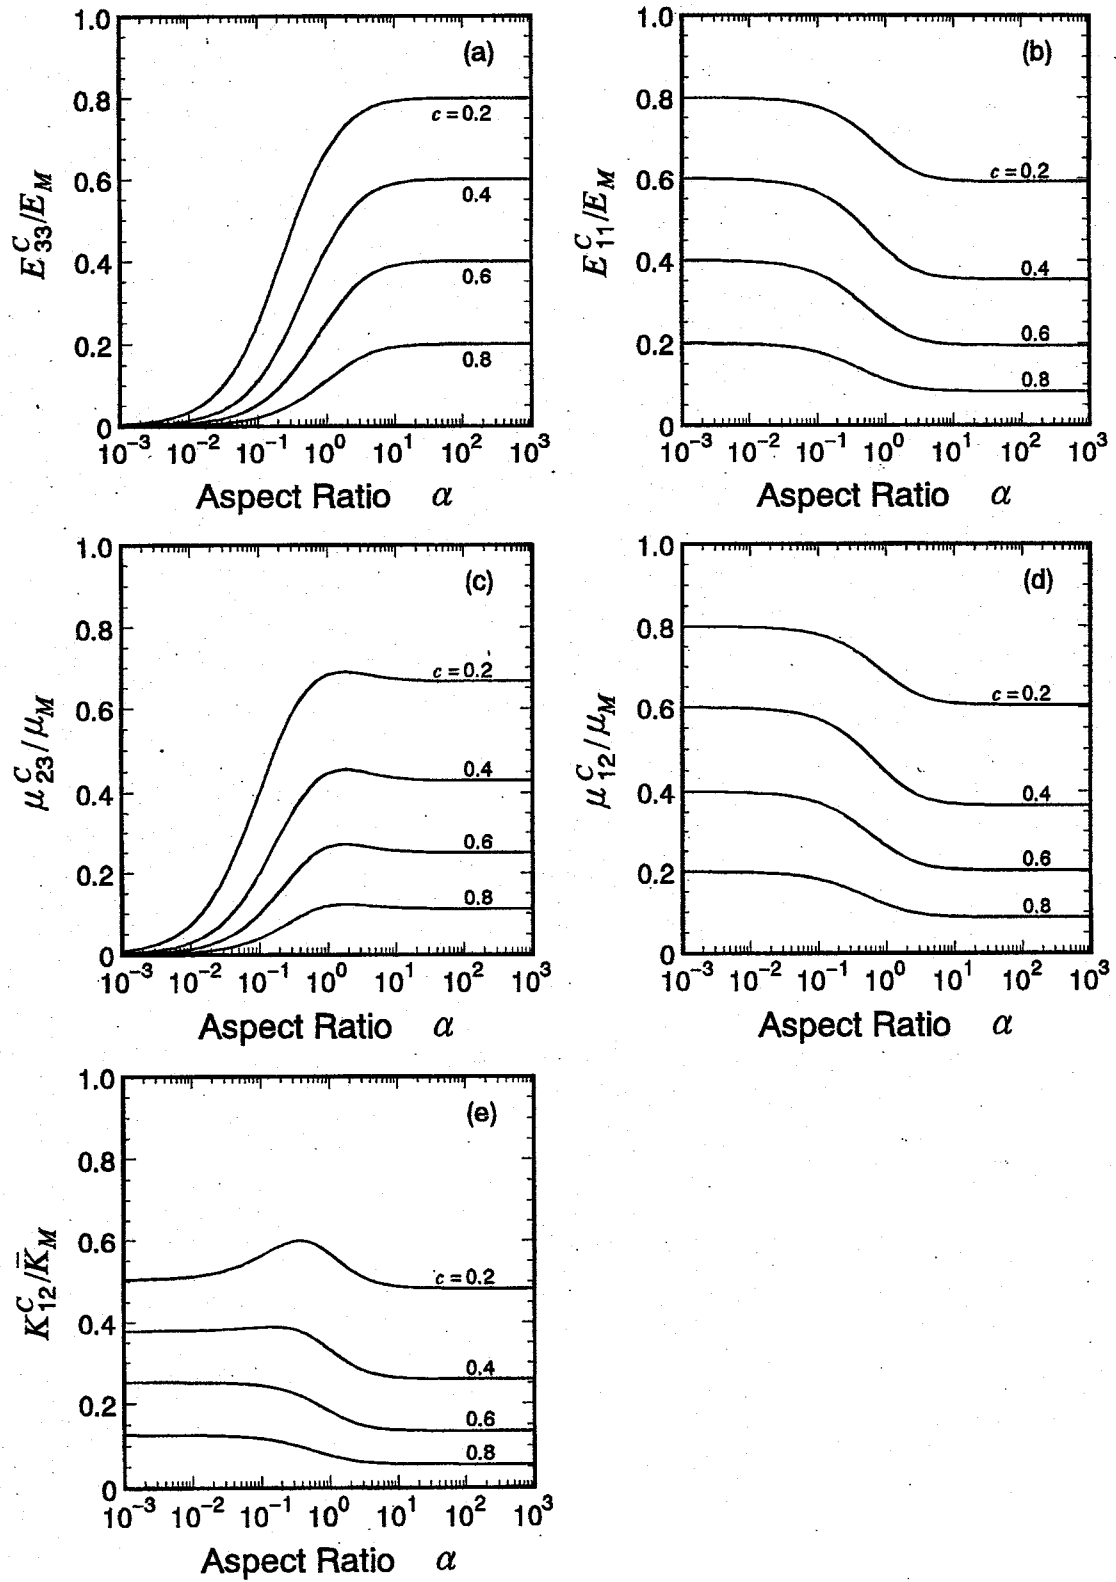 1.0 (a)
0.8 c = 0.2
0.6 0.4
0.4 0.6
0.2 0.8
0
E^C_33/E_M
10^-3 10^-2 10^-1 10^0 10^1 10^2 10^3
Aspect Ratio α
1.0 (b)
0.8
0.6 c = 0.2
0.4 0.4
0.2 0.6
0.8
0
E^C_11/E_M
10^-3 10^-2 10^-1 10^0 10^1 10^2 10^3
Aspect Ratio α
1.0 (c)
0.8
c = 0.2
0.6
0.4 0.4
0.6
0.2 0.8
0
μ^C_23/μ_M
10^-3 10^-2 10^-1 10^0 10^1 10^2 10^3
Aspect Ratio α
1.0 (d)
0.8
0.6 c = 0.2
0.4 0.4
0.2 0.6
0.8
0
μ^C_12/μ_M
10^-3 10^-2 10^-1 10^0 10^1 10^2 10^3
Aspect Ratio α
1.0 (e)
0.8
0.6
c = 0.2
0.4
0.4
0.2 0.6
0.8
0
K^C_12/K̿_M
10^-3 10^-2 10^-1 10^0 10^1 10^2 10^3
Aspect Ratio α